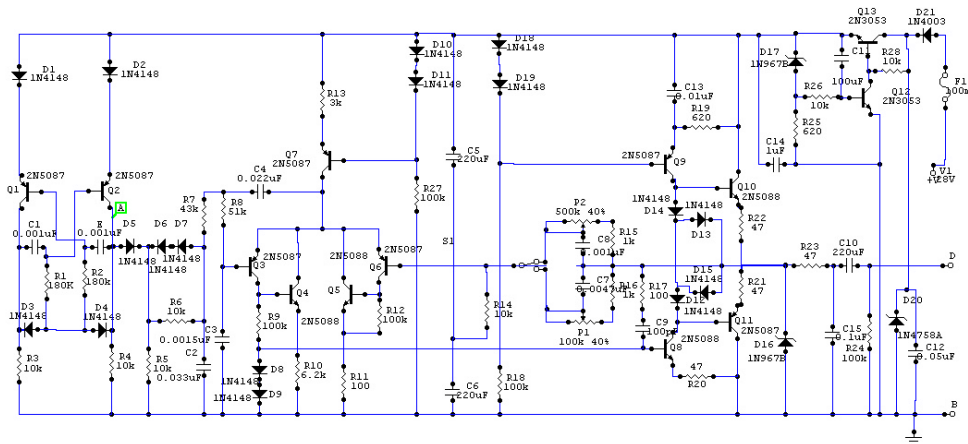 Q13
2N3053
D21
1N4003
D1
1N4148
D2
1N4148
D10
1N4148
D11
1N4148
D18
1N4148
D19
1N4148
D17
1N967B
C11
100uF
R28
10k
F1
R13
3k
C13
0.01uF
R19
620
R26
10k
Q12
2N3053
R25
620
C14
1uF
V1
+V
28V
Q7
2N5087
C5
220uF
C4
0.022uF
Q1
2N5087
Q2
2N5087
A
R7
43k
R8
51k
R27
100k
Q9
2N5087
Q10
2N5088
1N4148
D14
1N4148
D13
R22
47
C1
0.001uF
E
0.001uF
D5
D6
D7
1N4148
1N4148
1N4148
S1
P2
500k 40%
R15
1k
C8
0.001uF
C7
0.0047uF
R16
1k
R23
47
C10
220uF
D
R1
180K
R2
180k
Q3
2N5087
Q4
2N5088
Q5
2N5087
Q6
R12
100k
R14
10k
R17
100
D15
1N4148
D12
1N4148
R21
47
D3
1N4148
D4
1N4148
R6
10k
C3
0.0015uF
C2
0.033uF
R9
100k
P1
100k 40%
C9
100pF
Q8
2N5088
Q11
2N5087
D16
1N967B
C15
0.1uF
R24
100k
D20
1N4758A
C12
0.05uF
R3
10k
R4
10k
R5
10k
D8
1N4148
D9
1N4148
R10
6.2k
R11
100
C6
220uF
R18
100k
47
R20
B